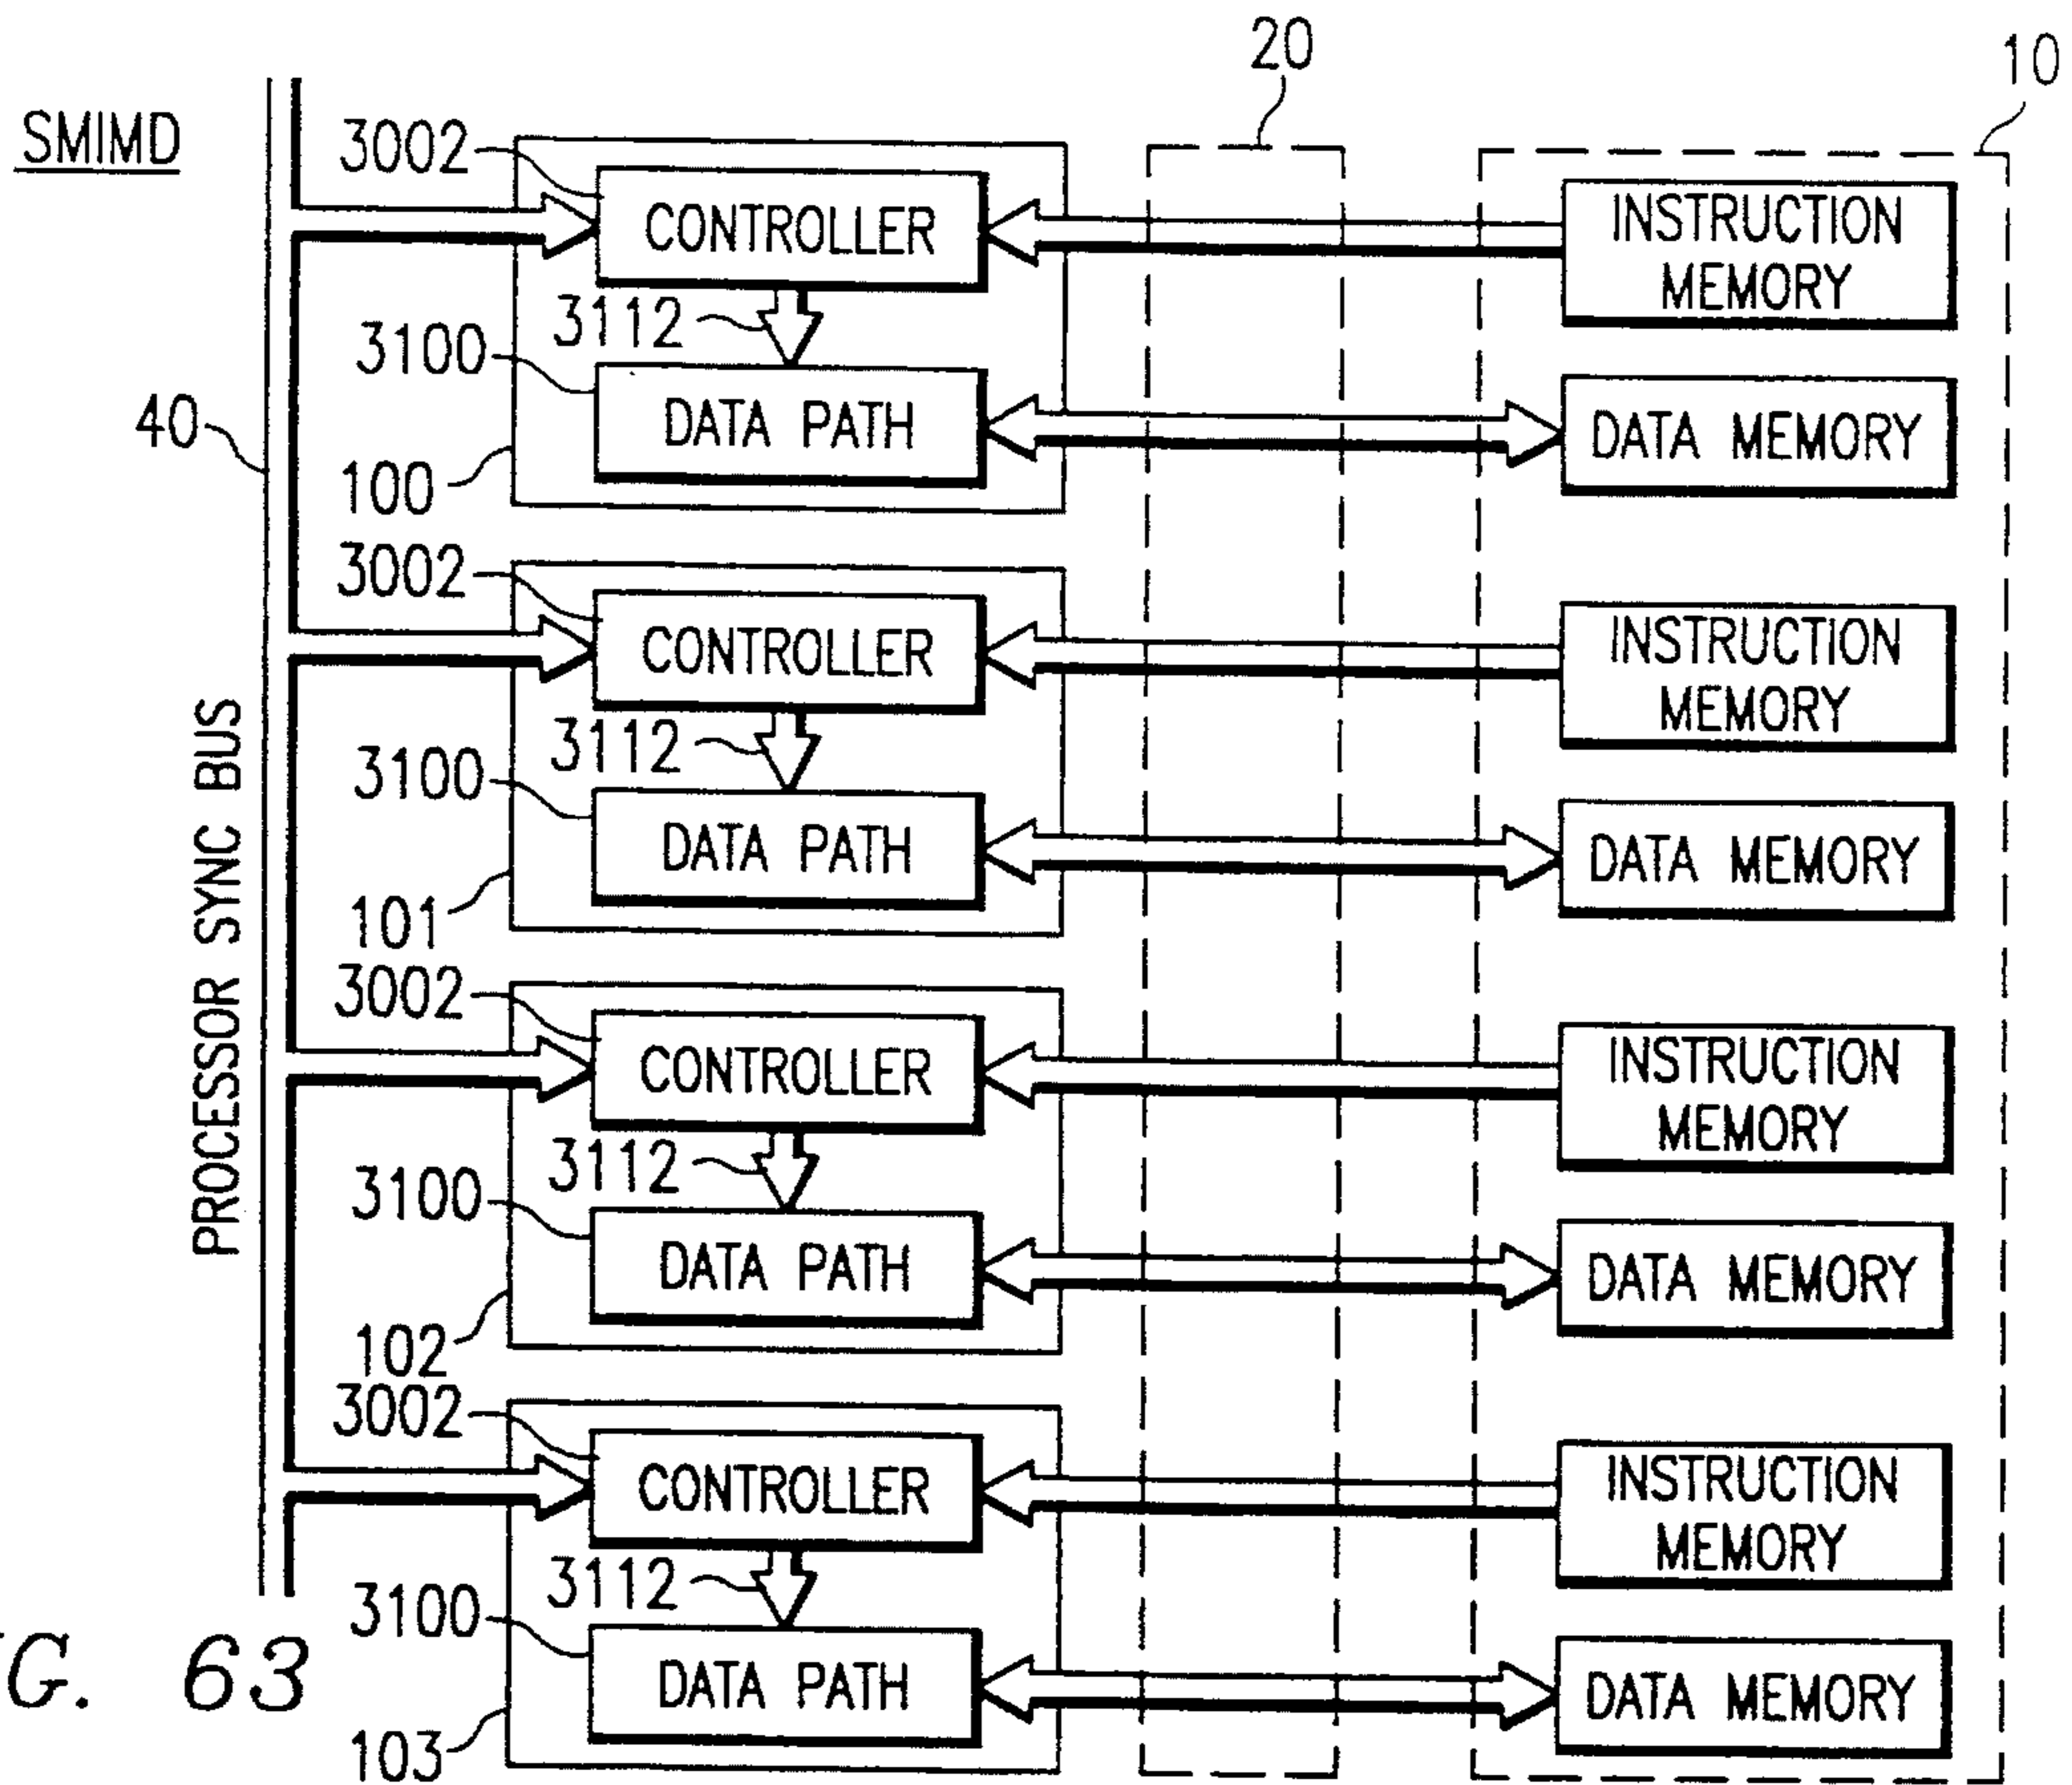 20
10
SMIMD
3002
CONTROLLER
INSTRUCTION
MEMORY
3112
3100
DATA PATH
DATA MEMORY
40
100
3002
CONTROLLER
INSTRUCTION
MEMORY
3112
3100
DATA PATH
DATA MEMORY
101
PROCESSOR SYNC BUS
3002
CONTROLLER
INSTRUCTION
MEMORY
3112
3100
DATA PATH
DATA MEMORY
102
3002
CONTROLLER
INSTRUCTION
MEMORY
3112
3100
DATA PATH
DATA MEMORY
103
G. 63